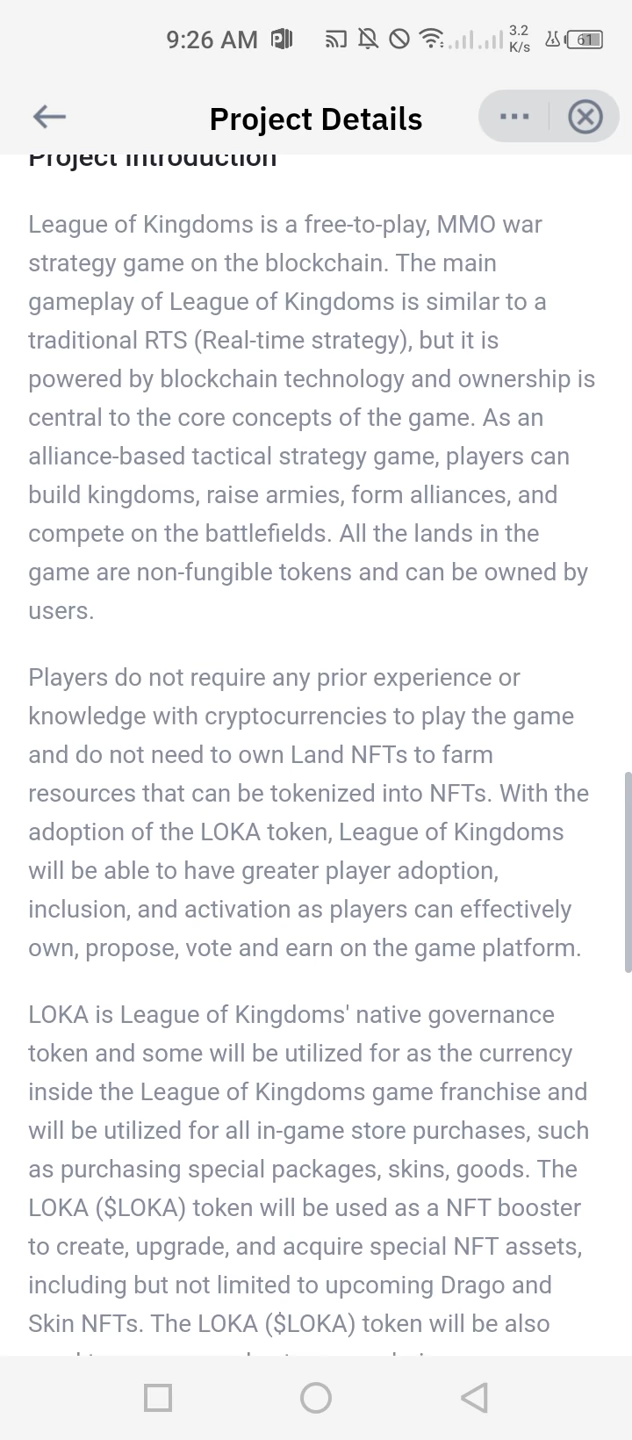 9:26 AM
3.2
K/s
61
Project Details
Project Introduction
League of Kingdoms is a free-to-play, MMO war
strategy game on the blockchain. The main
gameplay of League of Kingdoms is similar to a
traditional RTS (Real-time strategy), but it is
powered by blockchain technology and ownership is
central to the core concepts of the game. As an
alliance-based tactical strategy game, players can
build kingdoms, raise armies, form alliances, and
compete on the battlefields. All the lands in the
game are non-fungible tokens and can be owned by
users.
Players do not require any prior experience or
knowledge with cryptocurrencies to play the game
and do not need to own Land NFTs to farm
resources that can be tokenized into NFTs. With the
adoption of the LOKA token, League of Kingdoms
will be able to have greater player adoption,
inclusion, and activation as players can effectively
own, propose, vote and earn on the game platform.
LOKA is League of Kingdoms' native governance
token and some will be utilized for as the currency
inside the League of Kingdoms game franchise and
will be utilized for all in-game store purchases, such
as purchasing special packages, skins, goods. The
LOKA ($LOKA) token will be used as a NFT booster
to create, upgrade, and acquire special NFT assets,
including but not limited to upcoming Drago and
Skin NFTs. The LOKA ($LOKA) token will be also